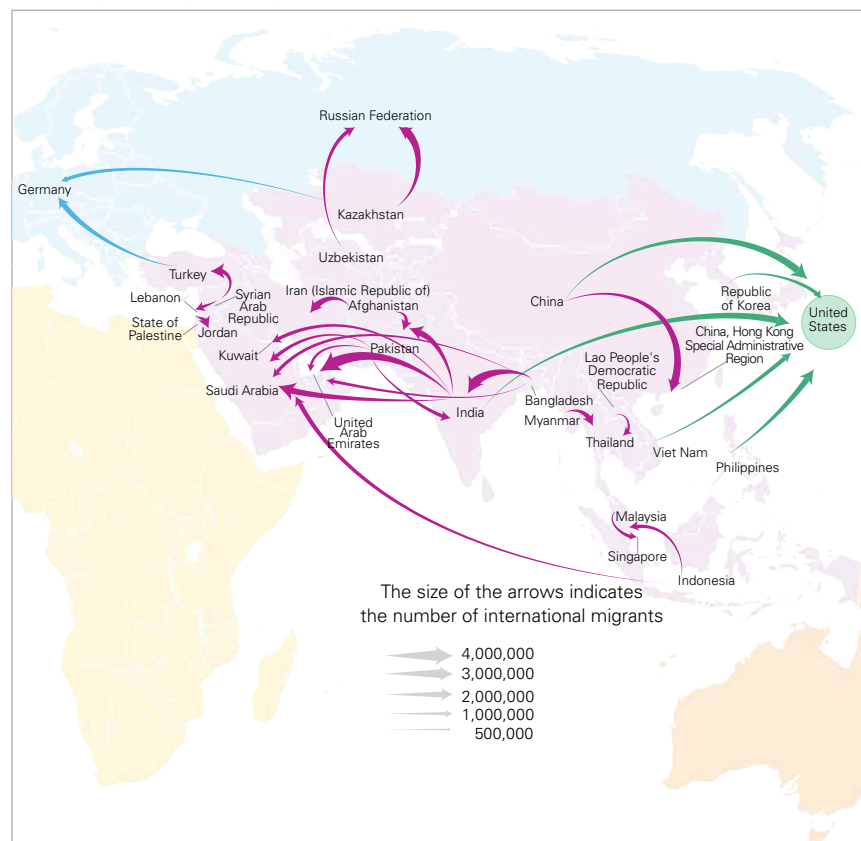 Russian Federation
Germany
Kazakhstan
Uzbekistan
Turkey
Lebanon
Syrian
Arab
Republic
State of
Palestine
Jordan
Iran (Islamic Republic of)
Afghanistan
Kuwait
Pakistan
Saudi Arabia
United
Arab
Emirates
India
China
Republic
of Korea
United
States
China, Hong Kong
Special Administrative
Region
Lao People's
Democratic
Republic
Bangladesh
Myanmar
Thailand
Viet Nam
Philippines
Malaysia
Singapore
Indonesia
The size of the arrows indicates
the number of international migrants
4,000,000
3,000,000
2,000,000
1,000,000
500,000